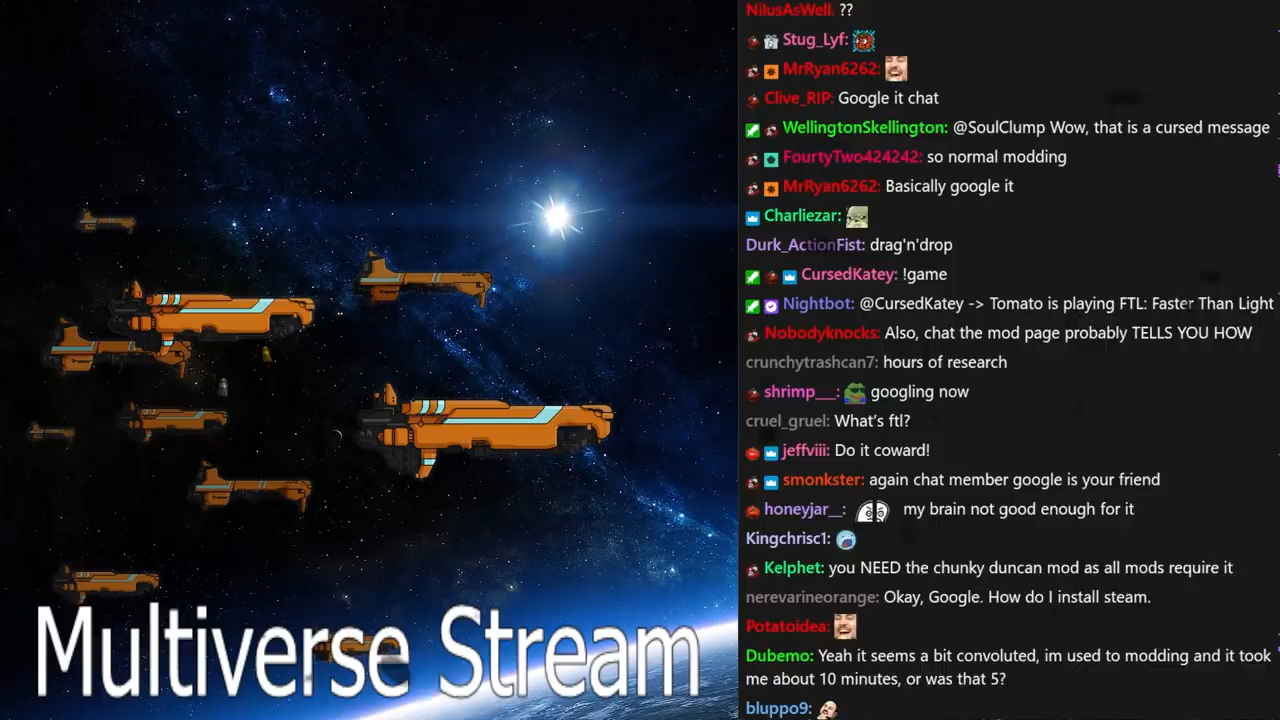 NilusAsWell: ??
Stug_Lyf:
MrRyan6262:
Clive_RIP: Google it chat
WellingtonSkellington: @SoulClump Wow, that is a cursed message
FourtyTwo424242: so normal modding
MrRyan6262: Basically google it
Charliezar:
Durk_ActionFist: drag'n'drop
CursedKatey: !game
Nightbot: @CursedKatey -> Tomato is playing FTL: Faster Than Light
Nobodyknocks: Also, chat the mod page probably TELLS YOU HOW
crunchytrashcan7: hours of research
shrimp___: googling now
cruel_gruel: What's ftl?
jeffviii: Do it coward!
smonkster: again chat member google is your friend
honeyjar__: my brain not good enough for it
Kingchrisc1:
Kelphet: you NEED the chunky duncan mod as all mods require it
nerevarineorange: Okay, Google. How do I install steam.
Potatoidea:
Dubemo: Yeah it seems a bit convoluted, im used to modding and it took
me about 10 minutes, or was that 5?
bluppo9:
Multiverse Stream